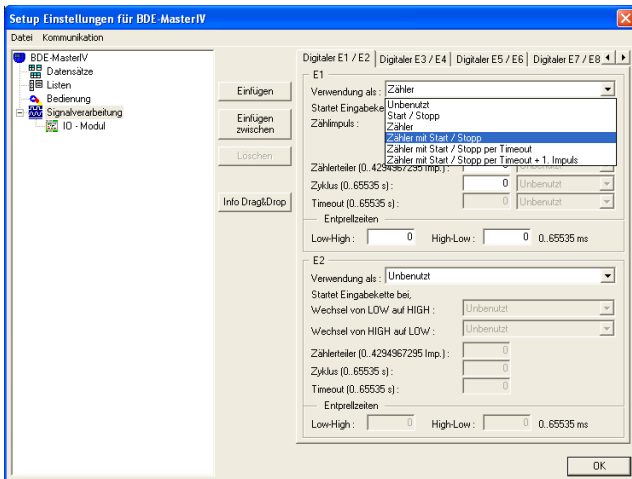 Setup Einstellungen für BDE-MasterIV
Datei Kommunikation
BDE-MasterIV
Datensätze
Listen
Bedienung
Signalverarbeitung
IO - Modul
Einfügen
Einfügen
zwischen
Löschen
Info Drag&Drop
Digitaler E1 / E2 Digitaler E3 / E4 Digitaler E5 / E6 Digitaler E7 / E8
E1
Verwendung als : Zähler
Unbenutzt
Start / Stopp
Zähler
Zähler mit Start / Stopp
Zähler mit Start / Stopp per Timeout
Zähler mit Start / Stopp per Timeout + 1. Impuls
Startet Eingabeke
Zählimpuls :
Zählerteiler (0..4294967295 Imp.) : Unbenutzt
Zyklus (0..65535 s) : 0 Unbenutzt
Timeout (0..65535 s) : 0 Unbenutzt
Entprellzeiten
Low-High : 0 High-Low : 0 0..65535 ms
E2
Verwendung als : Unbenutzt
Startet Eingabekette bei,
Wechsel von LOW auf HIGH : Unbenutzt
Wechsel von HIGH auf LOW : Unbenutzt
Zählerteiler (0..4294967295 Imp.) : 0
Zyklus (0..65535 s) : 0
Timeout (0..65535 s) : 0
Entprellzeiten
Low-High : 0 High-Low : 0 0..65535 ms
OK